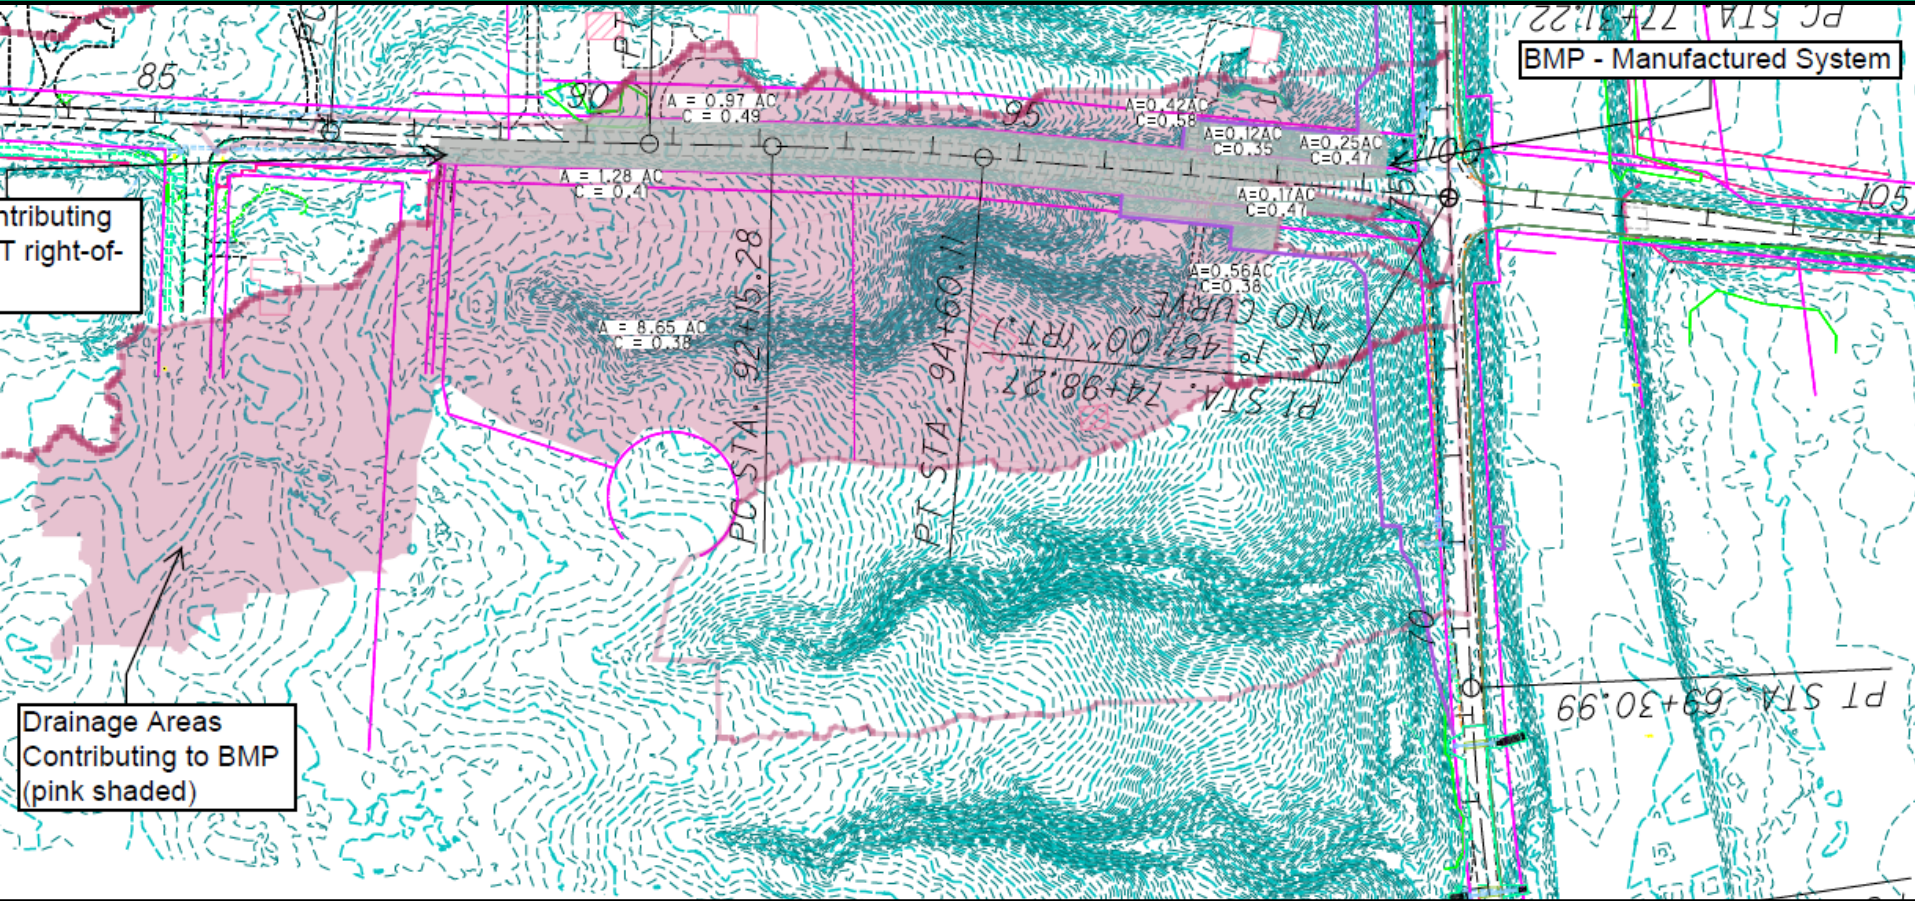 PC STA. 77+31.22
BMP - Manufactured System
PC
PT
85
90
A = 0.97 AC
C = 0.49
95
A=0.42AC
C=0.58
A=0.12AC
C=0.35
A=0.25AC
C=0.47
100
75
A = 1.28 AC
C = 0.41
A=0.17AC
C=0.47
105
ntributing
T right-of-
A=0.56AC
C=0.38
A = 8.65 AC
C = 0.38
PC STA. 92+15.28
PT STA. 94+60.11
PI STA. 74+98.27
Δ = 1° 45' 00" (RT.)
"NO CURVE"
70
PT STA. 69+30.99
Drainage Areas
Contributing to BMP
(pink shaded)